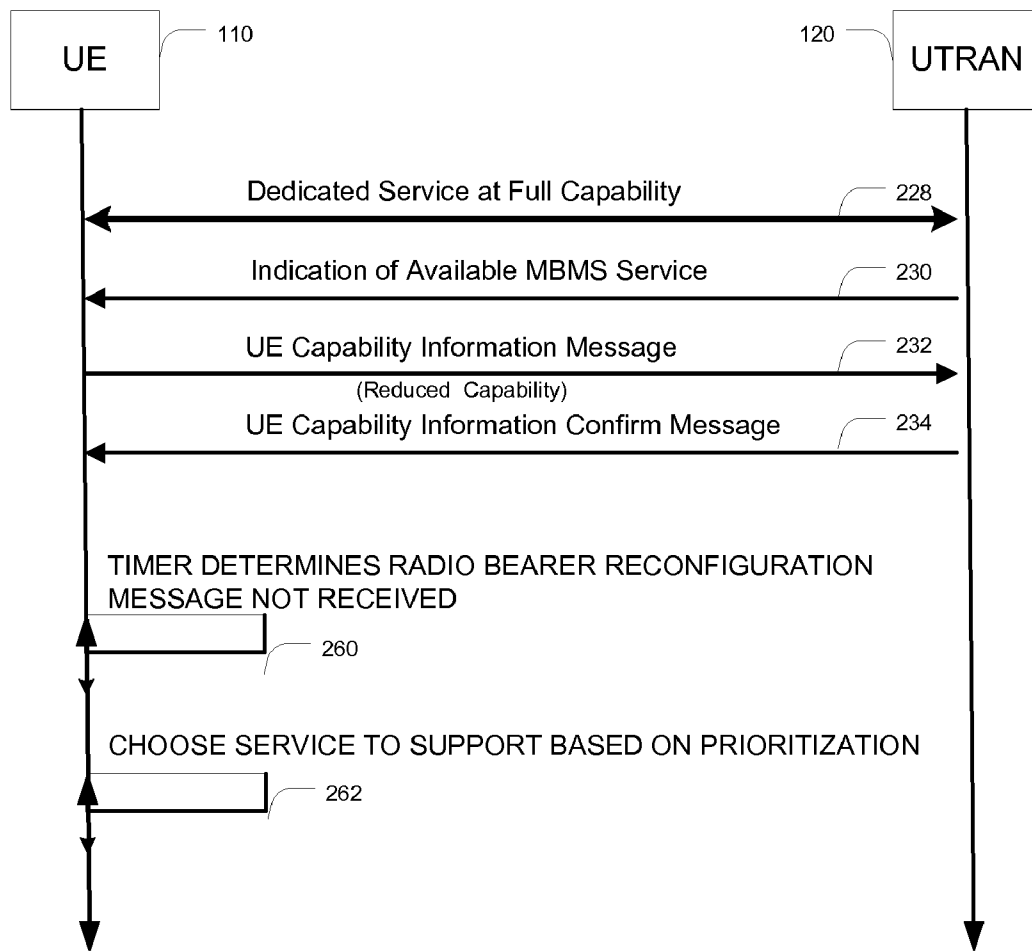 UE
110
120
UTRAN
Dedicated Service at Full Capability
228
Indication of Available MBMS Service
230
UE Capability Information Message
232
(Reduced Capability)
UE Capability Information Confirm Message
234
TIMER DETERMINES RADIO BEARER RECONFIGURATION
MESSAGE NOT RECEIVED
260
CHOOSE SERVICE TO SUPPORT BASED ON PRIORITIZATION
262